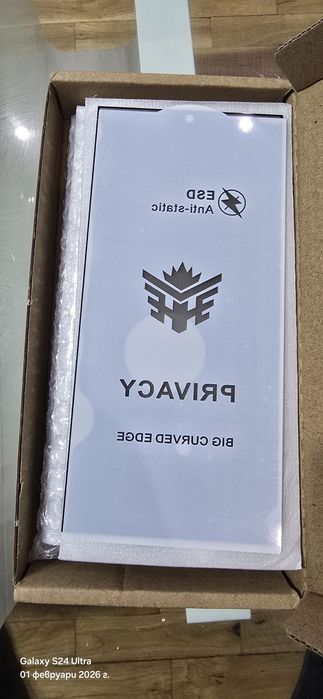 ESD
Anti-static
PRIVACY
BIG CURVED EDGE
Galaxy S24 Ultra
01 февруари 2026 г.